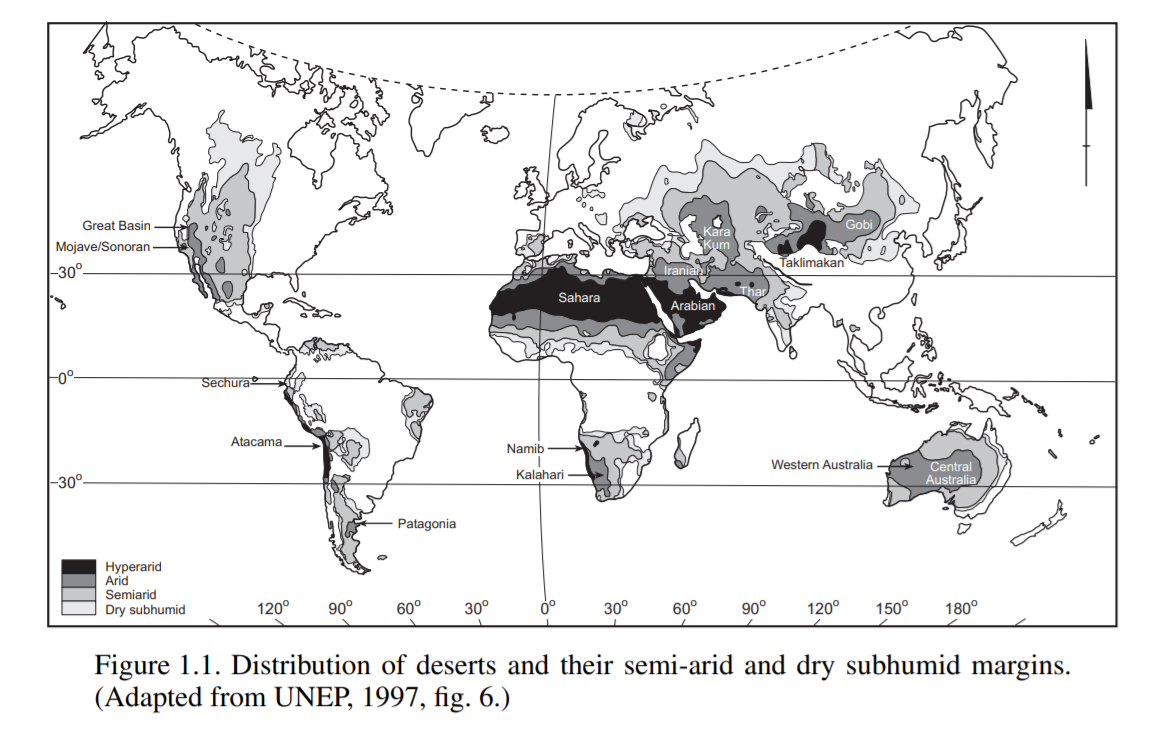 Great Basin
Mojave/Sonoran
30°
Kara
Kum
Gobi
Taklimakan
Iranian
Thar
Sahara
Arabian
0°
Sechura
Atacama
Namib
Kalahari
Western Australia
Central
Australia
30°
Patagonia
Hyperarid
Arid
Semiarid
Dry subhumid
120° 90° 60° 30° 0° 30° 60° 90° 120° 150° 180°
Figure 1.1. Distribution of deserts and their semi-arid and dry subhumid margins.
(Adapted from UNEP, 1997, fig. 6.)